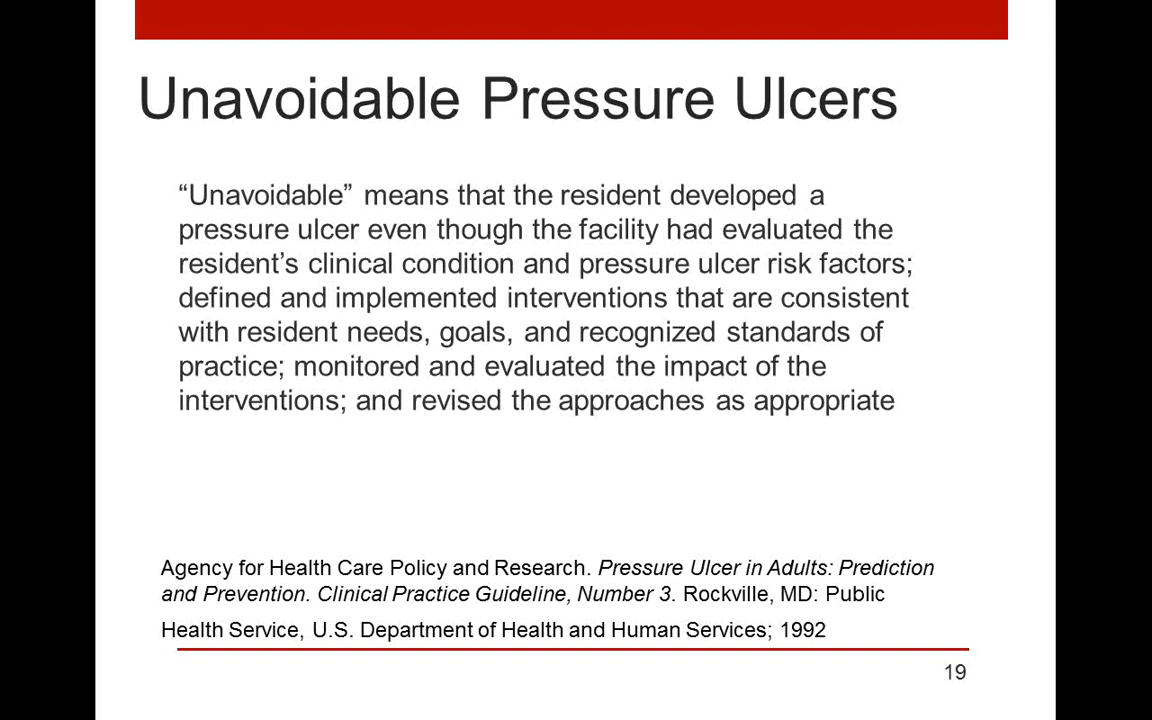 Unavoidable Pressure Ulcers
“Unavoidable” means that the resident developed a
pressure ulcer even though the facility had evaluated the
resident’s clinical condition and pressure ulcer risk factors;
defined and implemented interventions that are consistent
with resident needs, goals, and recognized standards of
practice; monitored and evaluated the impact of the
interventions; and revised the approaches as appropriate
Agency for Health Care Policy and Research. Pressure Ulcer in Adults: Prediction
and Prevention. Clinical Practice Guideline, Number 3. Rockville, MD: Public
Health Service, U.S. Department of Health and Human Services; 1992
19